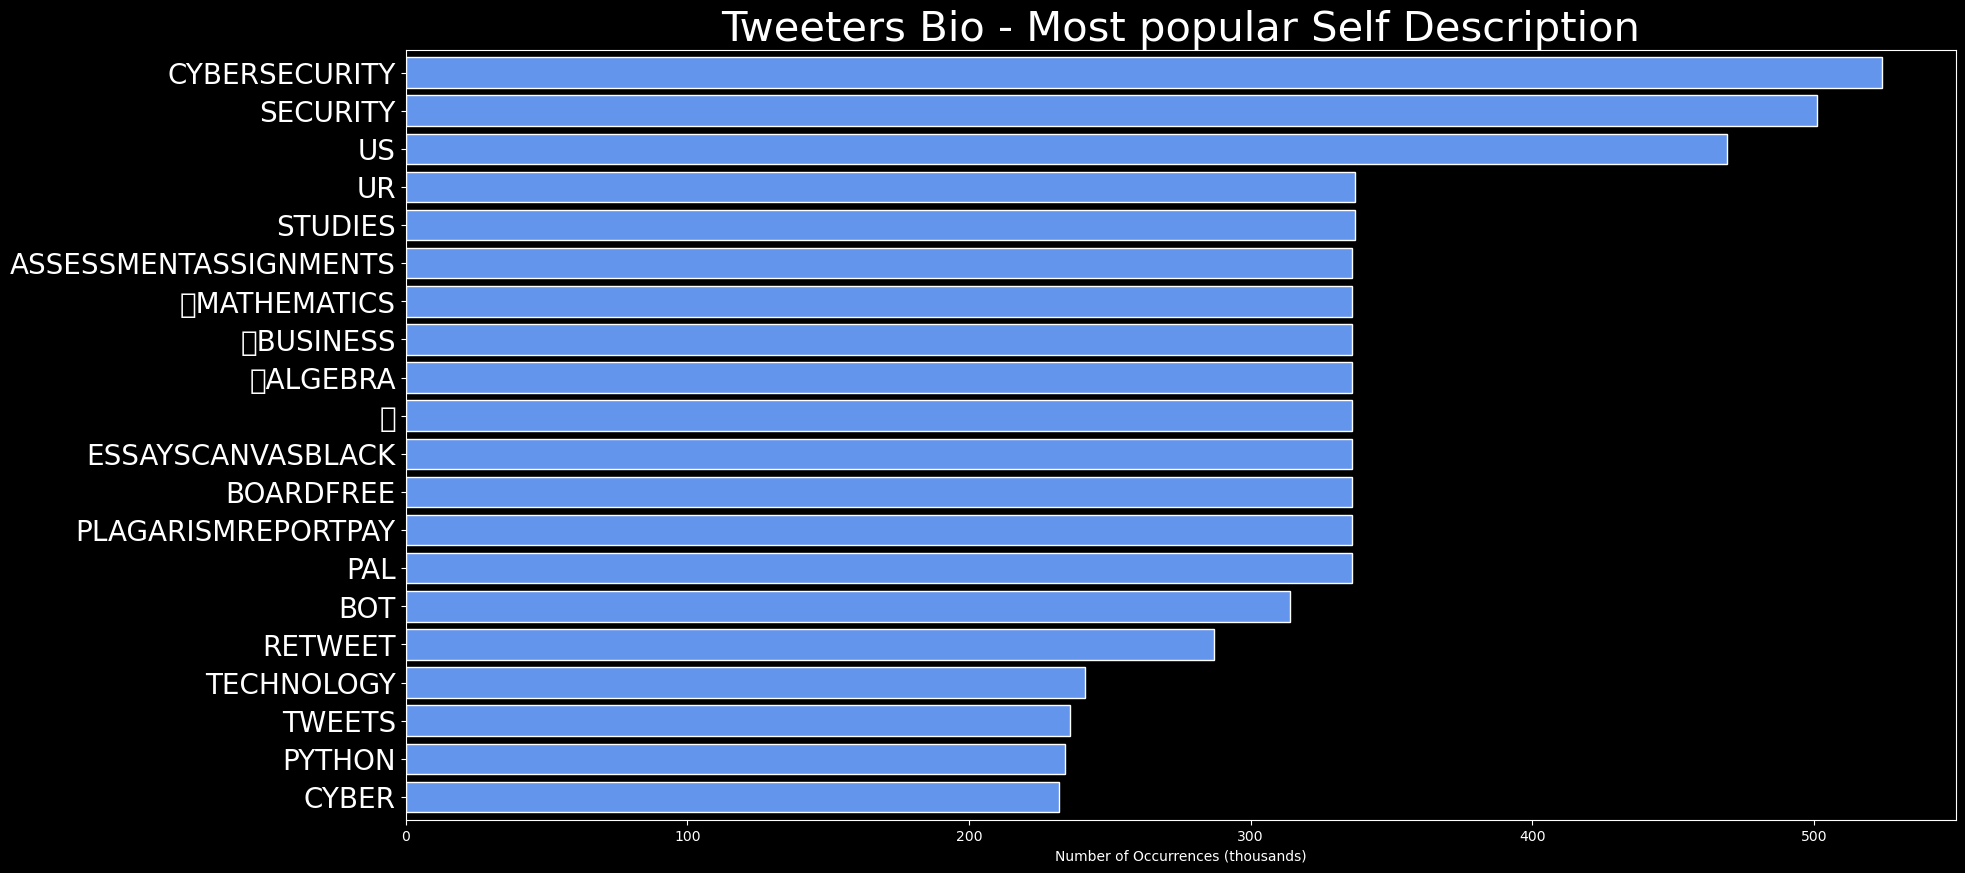 Tweeters Bio - Most popular Self Description
CYBERSECURITY
SECURITY
US
UR
STUDIES
ASSESSMENTASSIGNMENTS
▯MATHEMATICS
▯BUSINESS
▯ALGEBRA
▯
ESSAYSCANVASBLACK
BOARDFREE
PLAGARISMREPORTPAY
PAL
BOT
RETWEET
TECHNOLOGY
TWEETS
PYTHON
CYBER
0 100 200 300 400 500
Number of Occurrences (thousands)